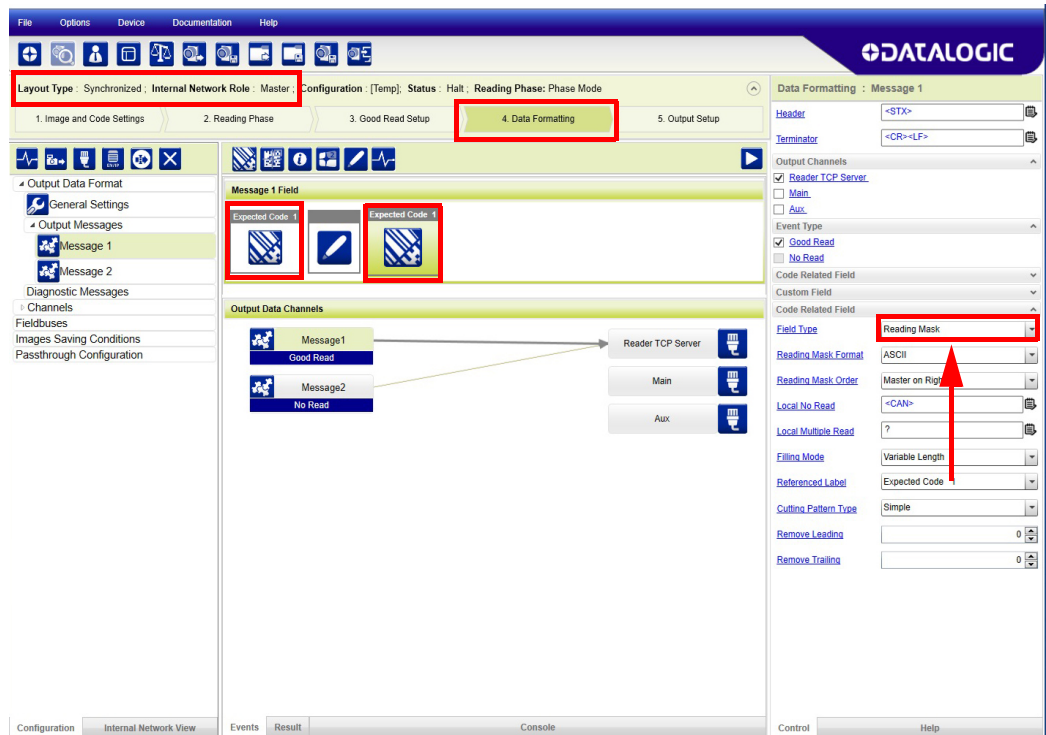 File Options Device Documentation Help
DATALOGIC
Layout Type : Synchronized ; Internal Network Role : Master ; Configuration : [Temp]; Status : Halt ; Reading Phase: Phase Mode
1. Image and Code Settings 2. Reading Phase 3. Good Read Setup 4. Data Formatting 5. Output Setup
Output Data Format
General Settings
Output Messages
Message 1
Message 2
Diagnostic Messages
Channels
Fieldbuses
Images Saving Conditions
Passthrough Configuration
Configuration Internal Network View
Message 1 Field
Expected Code 1 Expected Code 1
Output Data Channels
Message1
Good Read
Message2
No Read
Reader TCP Server
Main
Aux
Events Result Console
Data Formatting : Message 1
Header <STX>
Terminator <CR><LF>
Output Channels
Reader TCP Server
Main
Aux
Event Type
Good Read
No Read
Code Related Field
Custom Field
Code Related Field
Field Type Reading Mask
Reading Mask Format ASCII
Reading Mask Order Master on Right
Local No Read <CAN>
Local Multiple Read ?
Filling Mode Variable Length
Referenced Label Expected Code 1
Cutting Pattern Type Simple
Remove Leading 0
Remove Trailing 0
Control Help